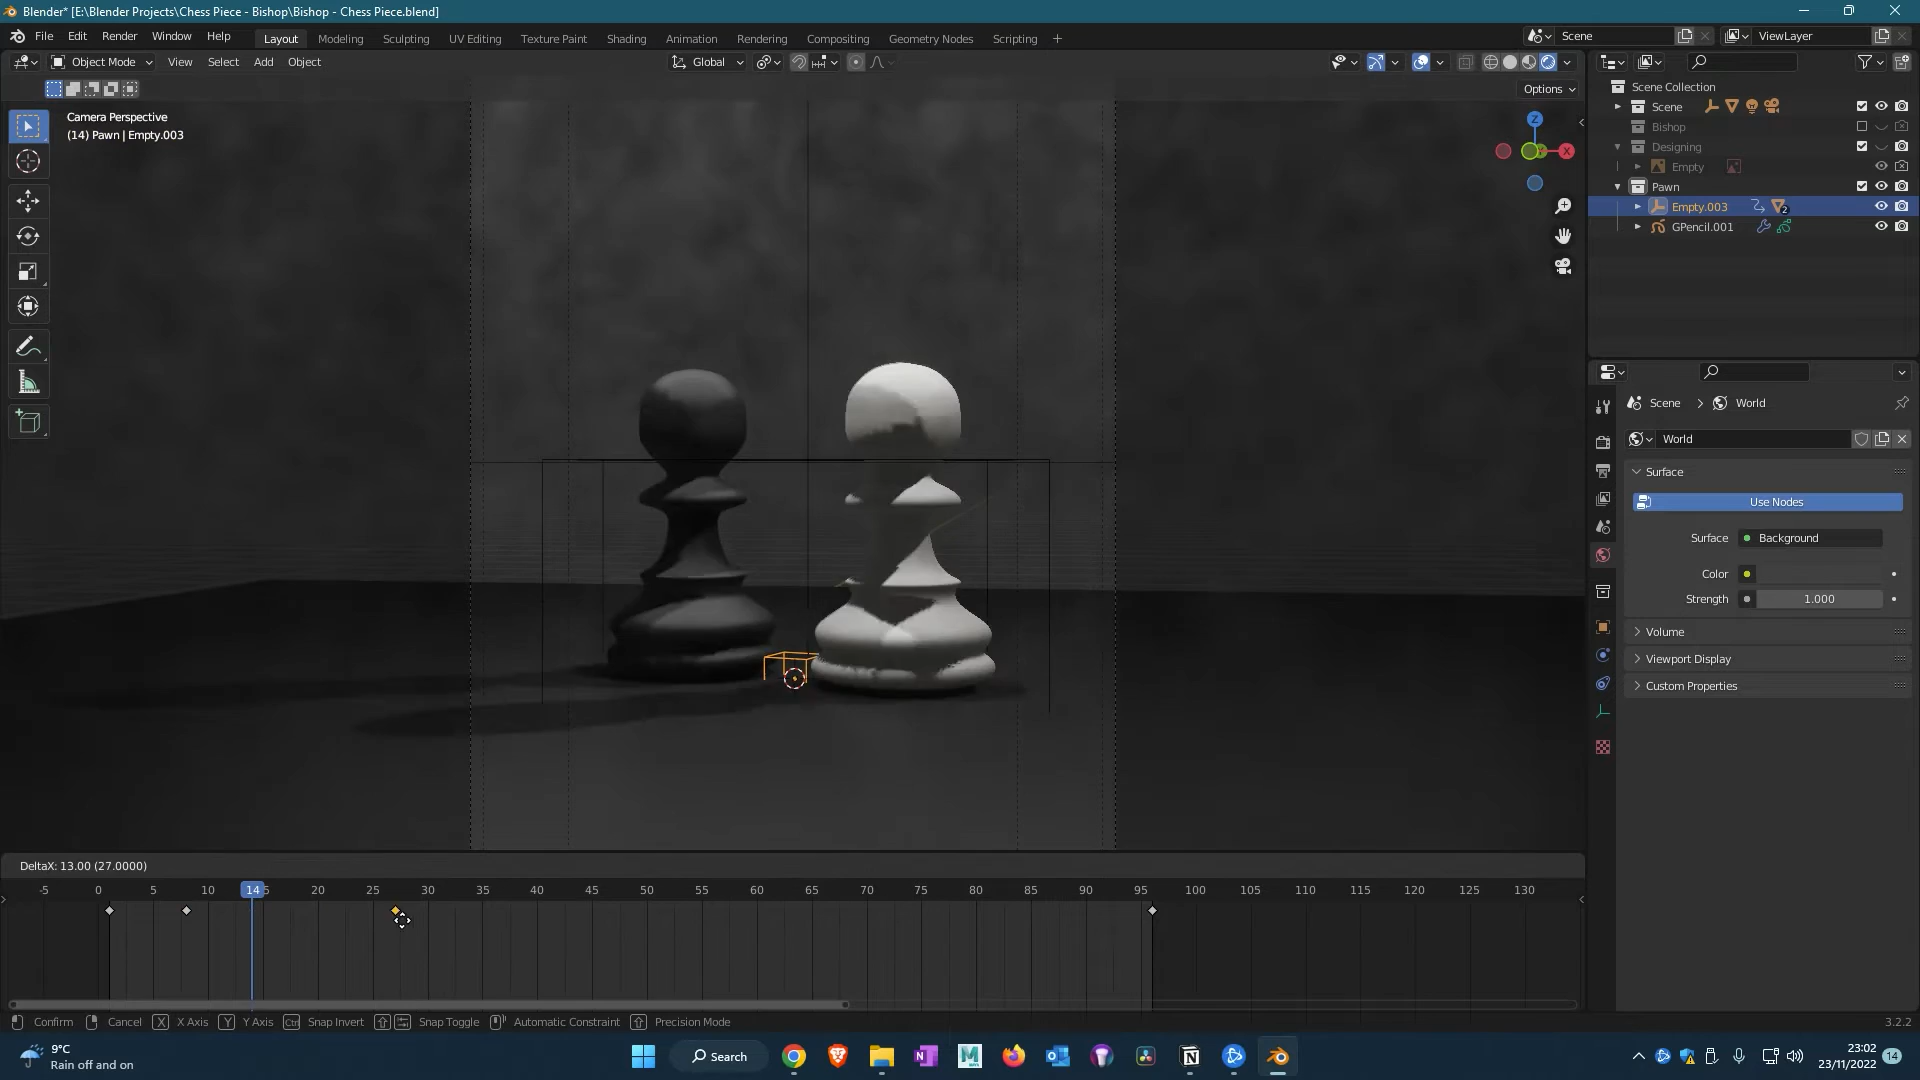 Blender* [E:\Blender Projects\Chess Piece - Bishop\Bishop - Chess Piece.blend]
File Edit Render Window Help Layout Modeling Sculpting UV Editing Texture Paint Shading Animation Rendering Compositing Geometry Nodes Scripting + Scene ViewLayer
Object Mode View Select Add Object Global
Options
Camera Perspective
(14) Pawn | Empty.003
Z
X
Scene Collection
Scene
Bishop
Designing
Empty
Pawn
Empty.003
2
GPencil.001
Scene > World
World
Surface
Use Nodes
Surface Background
Color
Strength 1.000
Volume
Viewport Display
Custom Properties
DeltaX: 13.00 (27.0000)
-5 0 5 10 14 5 20 25 30 35 40 45 50 55 60 65 70 75 80 85 90 95 100 105 110 115 120 125 130
Confirm Cancel X X Axis Y Y Axis Ctrl Snap Invert Snap Toggle Automatic Constraint Precision Mode 3.2.2
9°C
Rain off and on
Search
23:02
23/11/2022
14